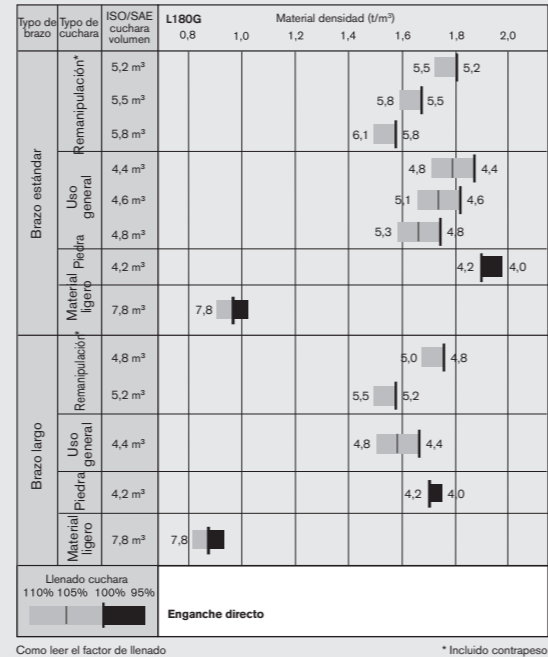 Typo de brazo
Typo de cuchara
ISO/SAE cuchara volumen
L180G
Material densidad (t/m³)
0,8 1,0 1,2 1,4 1,6 1,8 2,0
Brazo estándar
Remanipulación*
5,2 m³ 5,5 5,2
5,5 m³ 5,8 5,5
5,8 m³ 6,1 5,8
Uso general
4,4 m³ 4,8 4,4
4,6 m³ 5,1 4,6
4,8 m³ 5,3 4,8
Piedra
4,2 m³ 4,2 4,0
Material ligero
7,8 m³ 7,8
Brazo largo
Remanipulación*
4,8 m³ 5,0 4,8
5,2 m³ 5,5 5,2
Uso general
4,4 m³ 4,8 4,4
Piedra
4,2 m³ 4,2 4,0
Material ligero
7,8 m³ 7,8
Llenado cuchara
110% 105% 100% 95%
Enganche directo
Como leer el factor de llenado
* Incluido contrapeso